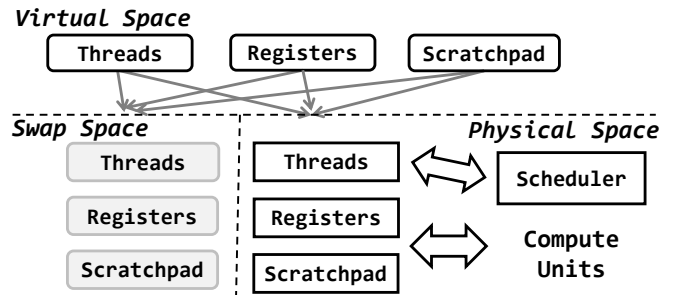 Virtual Space
Threads
Registers
Scratchpad
Swap Space
Physical Space
Threads
Threads
Scheduler
Registers
Registers
Compute
Units
Scratchpad
Scratchpad